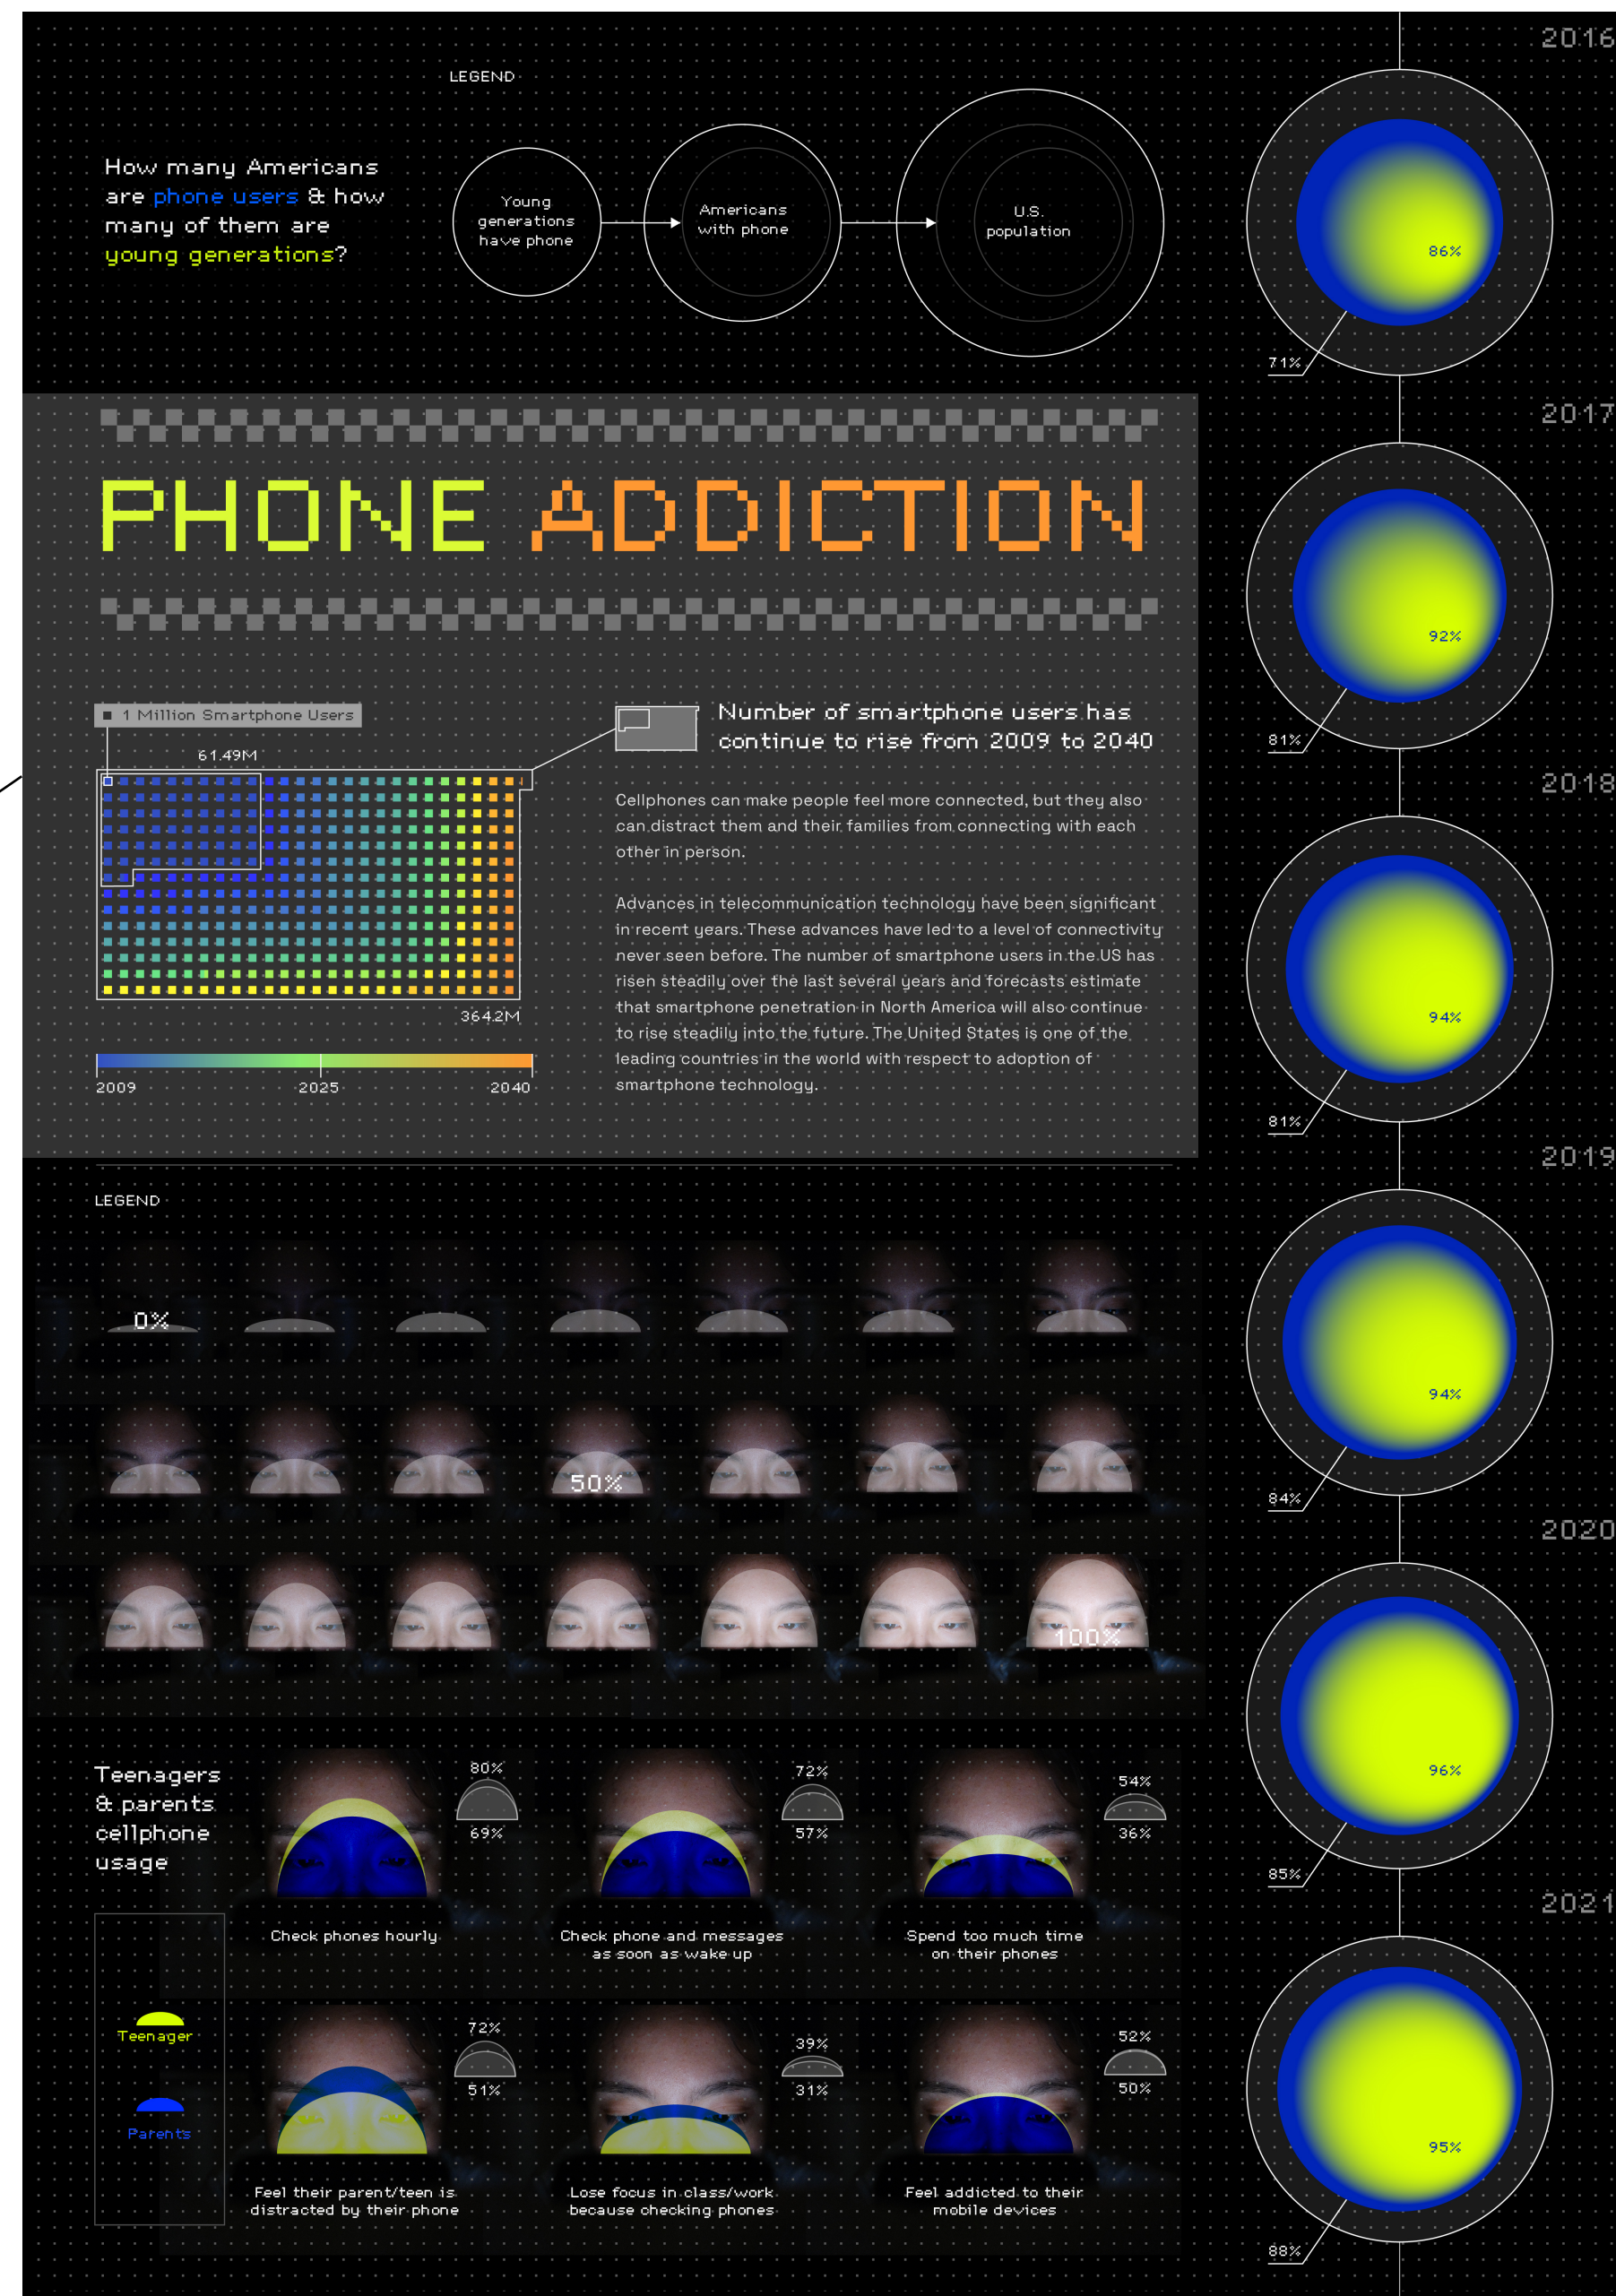 LEGEND
How many Americans
are phone users & how
many of them are
young generations?
Young
generations
have phone
Americans
with phone
U.S.
population
PHONE ADDICTION
1 Million Smartphone Users
61.49M
364.2M
2009
2025
2040
Number of smartphone users has
continue to rise from 2009 to 2040
Cellphones can make people feel more connected, but they also
can distract them and their families from connecting with each
other in person.
Advances in telecommunication technology have been significant
in recent years. These advances have led to a level of connectivity
never seen before. The number of smartphone users in the US has
risen steadily over the last several years and forecasts estimate
that smartphone penetration in North America will also continue
to rise steadily into the future. The United States is one of the
leading countries in the world with respect to adoption of
smartphone technology.
LEGEND
0%
50%
100%
Teenagers
& parents
cellphone
usage
Teenager
Parents
80%
69%
Check phones hourly
72%
57%
Check phone and messages
as soon as wake up
54%
36%
Spend too much time
on their phones
72%
51%
Feel their parent/teen is
distracted by their phone
39%
31%
Lose focus in class/work
because checking phones
52%
50%
Feel addicted to their
mobile devices
2016
86%
71%
2017
92%
81%
2018
94%
81%
2019
94%
84%
2020
96%
85%
2021
95%
88%